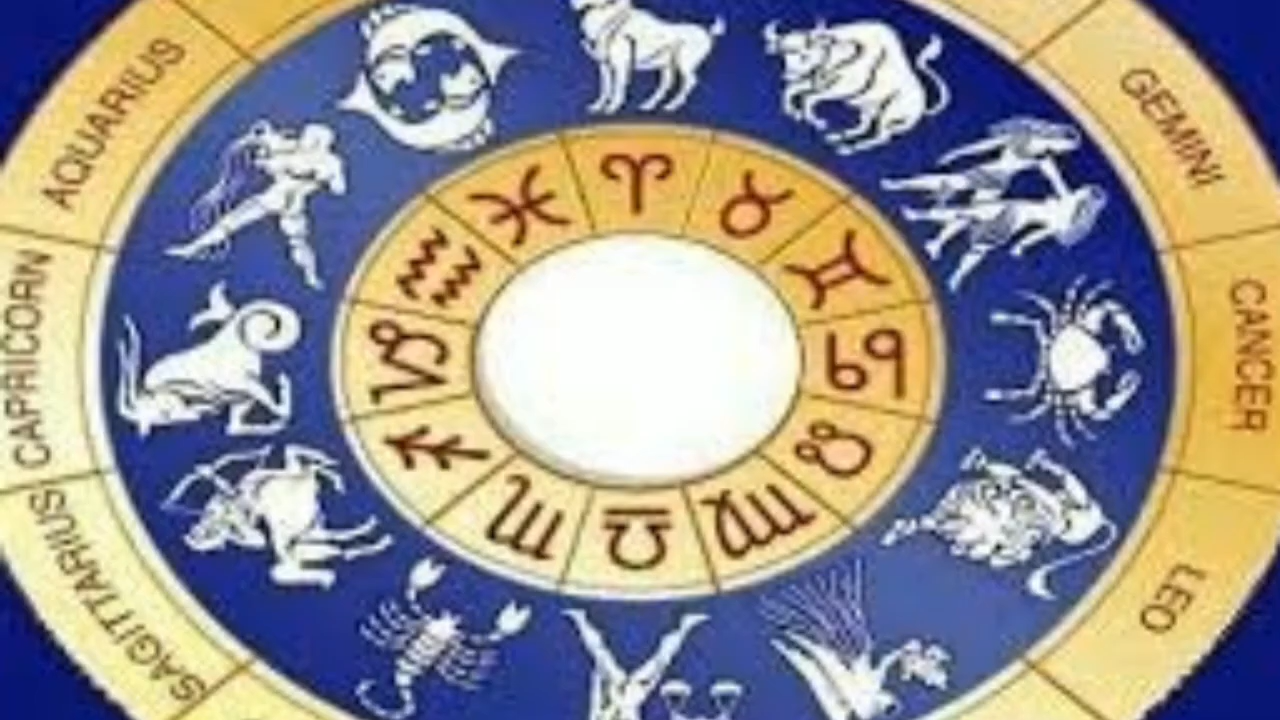 AQUARIUS
GEMINI
CAPRICORN
CANCER
SAGITTARIUS
LEO